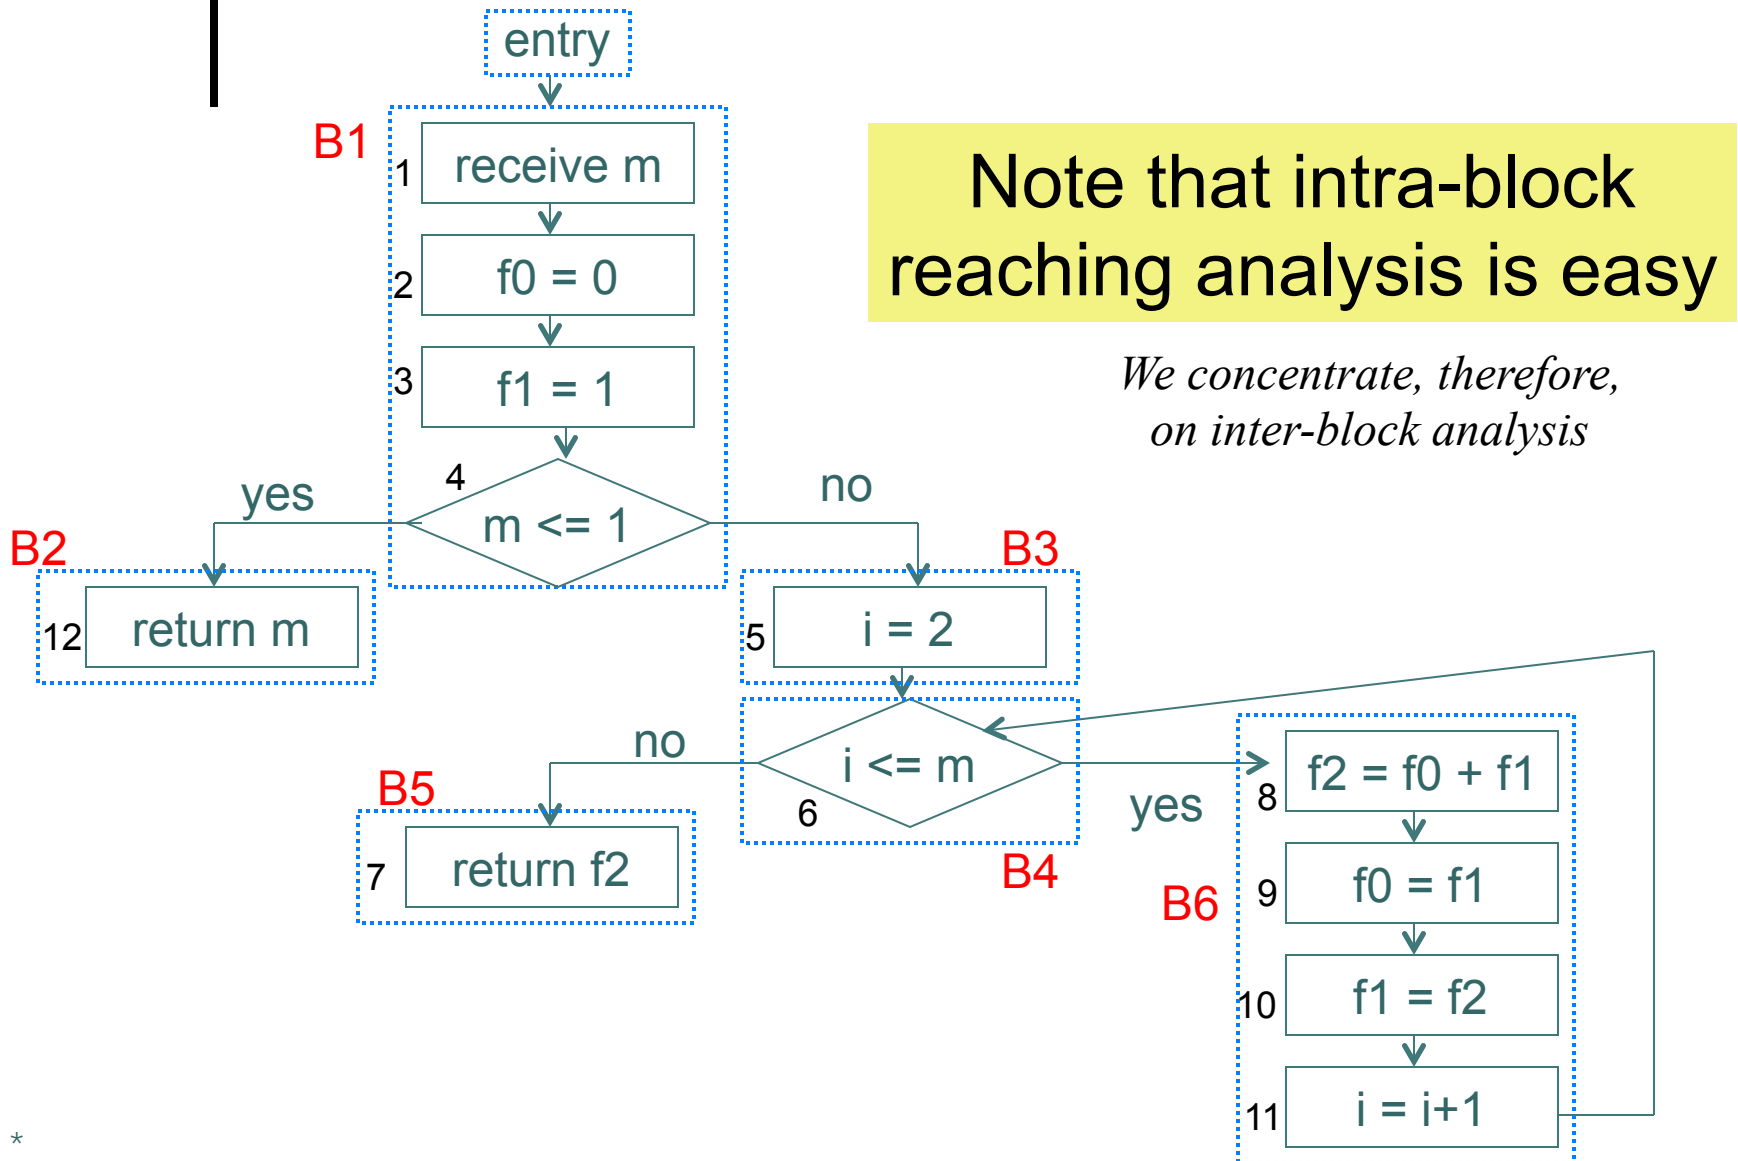 entry
B1
1
receive m
2
f0 = 0
3
f1 = 1
4
m <= 1
yes
no
Note that intra-block
reaching analysis is easy
We concentrate, therefore,
on inter-block analysis
B2
12
return m
B3
5
i = 2
i <= m
6
no
yes
B4
B5
7
return f2
B6
8
f2 = f0 + f1
9
f0 = f1
10
f1 = f2
11
i = i+1
*